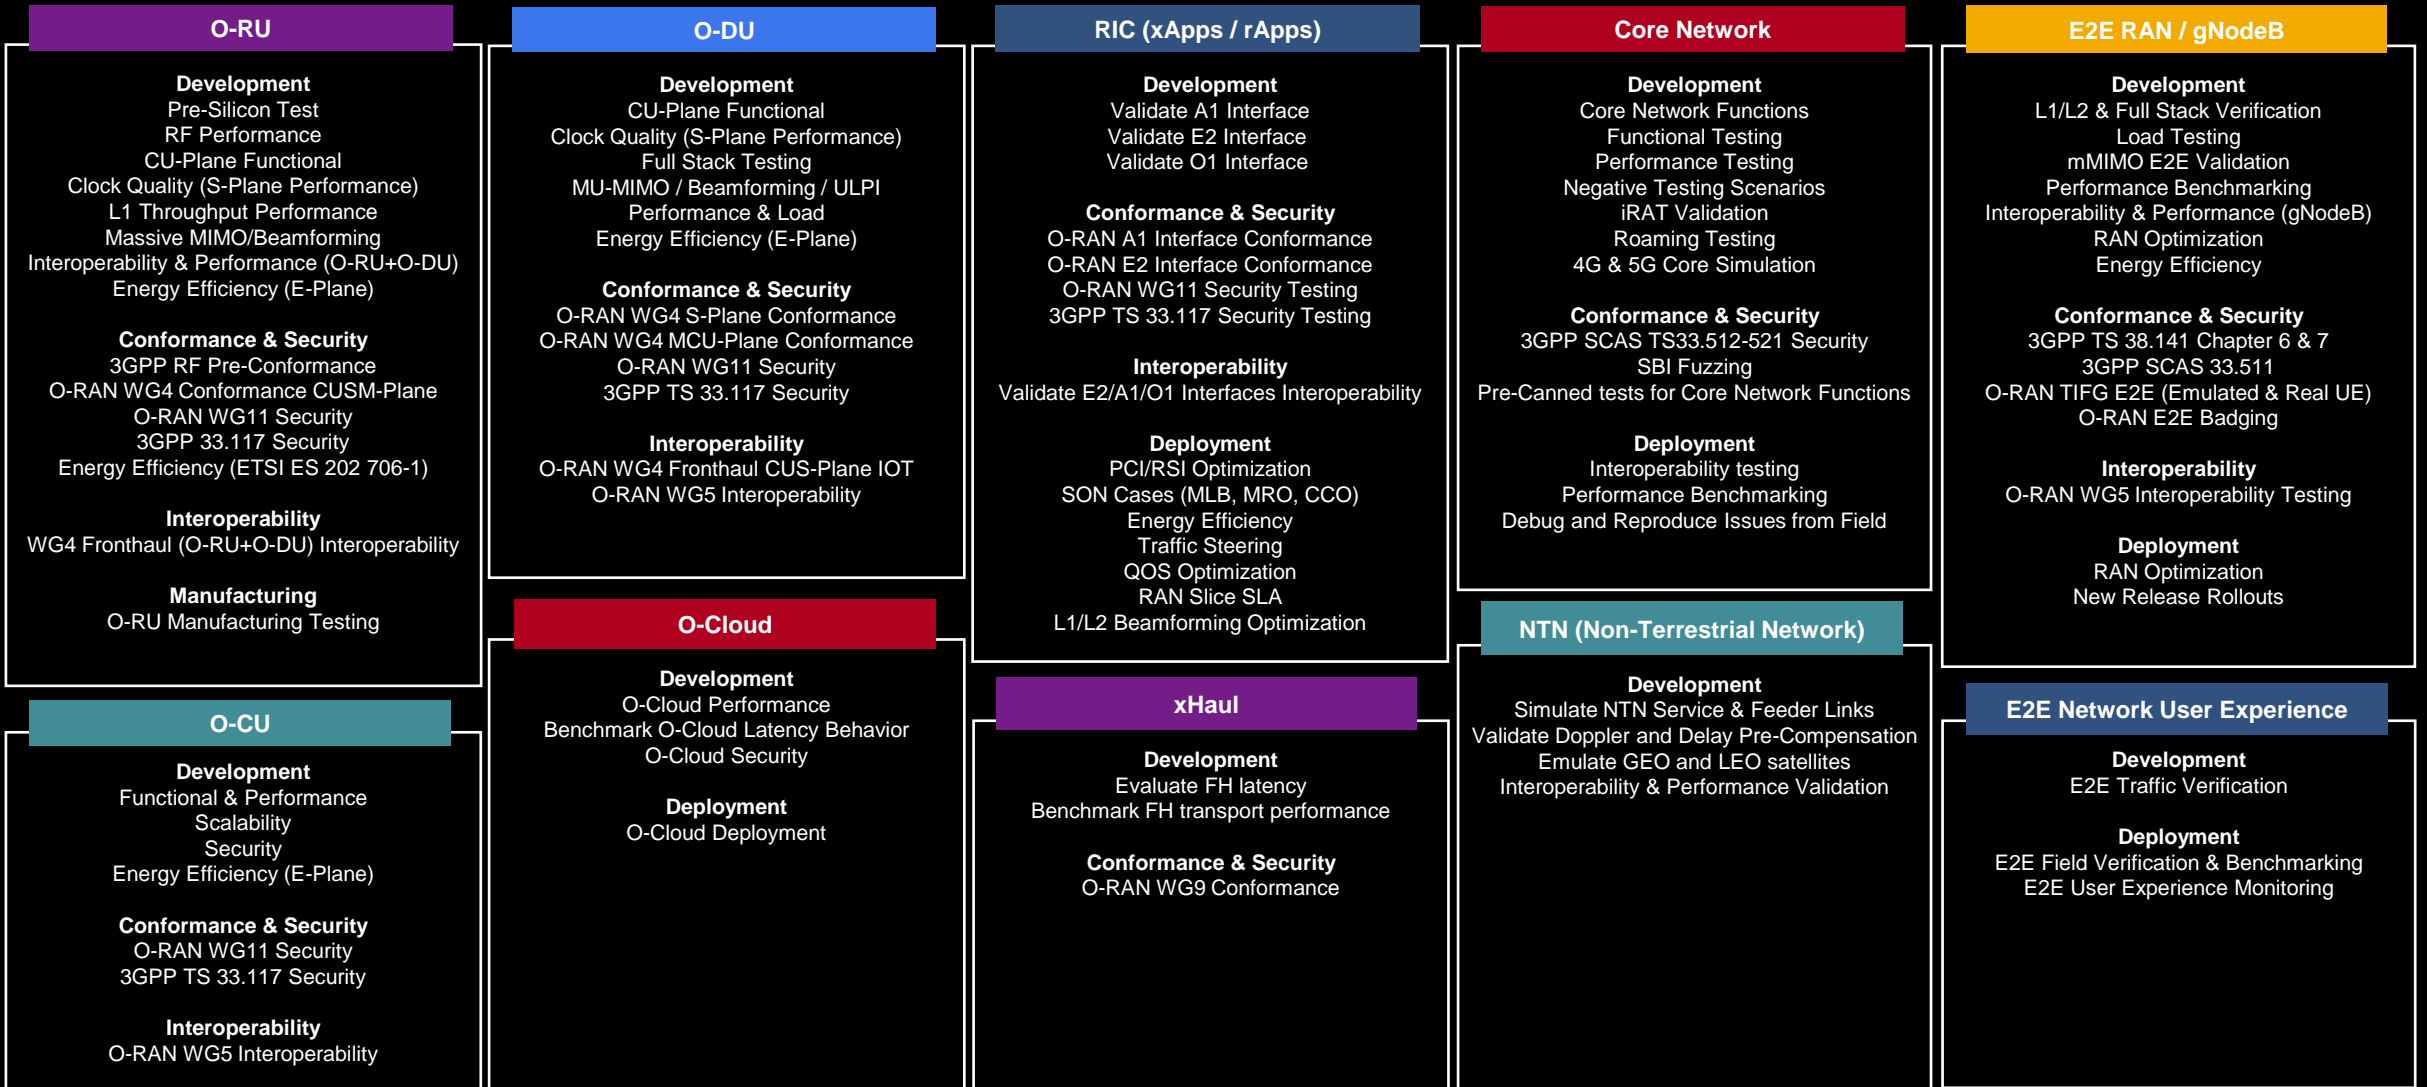 O-RU
Development
Pre-Silicon Test
RF Performance
CU-Plane Functional
Clock Quality (S-Plane Performance)
L1 Throughput Performance
Massive MIMO/Beamforming
Interoperability & Performance (O-RU+O-DU)
Energy Efficiency (E-Plane)
Conformance & Security
3GPP RF Pre-Conformance
O-RAN WG4 Conformance CUSM-Plane
O-RAN WG11 Security
3GPP 33.117 Security
Energy Efficiency (ETSI ES 202 706-1)
Interoperability
WG4 Fronthaul (O-RU+O-DU) Interoperability
Manufacturing
O-RU Manufacturing Testing
O-CU
Development
Functional & Performance
Scalability
Security
Energy Efficiency (E-Plane)
Conformance & Security
O-RAN WG11 Security
3GPP TS 33.117 Security
Interoperability
O-RAN WG5 Interoperability
O-DU
Development
CU-Plane Functional
Clock Quality (S-Plane Performance)
Full Stack Testing
MU-MIMO / Beamforming / ULPI
Performance & Load
Energy Efficiency (E-Plane)
Conformance & Security
O-RAN WG4 S-Plane Conformance
O-RAN WG4 MCU-Plane Conformance
O-RAN WG11 Security
3GPP TS 33.117 Security
Interoperability
O-RAN WG4 Fronthaul CUS-Plane IOT
O-RAN WG5 Interoperability
O-Cloud
Development
O-Cloud Performance
Benchmark O-Cloud Latency Behavior
O-Cloud Security
Deployment
O-Cloud Deployment
RIC (xApps / rApps)
Development
Validate A1 Interface
Validate E2 Interface
Validate O1 Interface
Conformance & Security
O-RAN A1 Interface Conformance
O-RAN E2 Interface Conformance
O-RAN WG11 Security Testing
3GPP TS 33.117 Security Testing
Interoperability
Validate E2/A1/O1 Interfaces Interoperability
Deployment
PCI/RSI Optimization
SON Cases (MLB, MRO, CCO)
Energy Efficiency
Traffic Steering
QOS Optimization
RAN Slice SLA
L1/L2 Beamforming Optimization
xHaul
Development
Evaluate FH latency
Benchmark FH transport performance
Conformance & Security
O-RAN WG9 Conformance
Core Network
Development
Core Network Functions
Functional Testing
Performance Testing
Negative Testing Scenarios
iRAT Validation
Roaming Testing
4G & 5G Core Simulation
Conformance & Security
3GPP SCAS TS33.512-521 Security
SBI Fuzzing
Pre-Canned tests for Core Network Functions
Deployment
Interoperability testing
Performance Benchmarking
Debug and Reproduce Issues from Field
NTN (Non-Terrestrial Network)
Development
Simulate NTN Service & Feeder Links
Validate Doppler and Delay Pre-Compensation
Emulate GEO and LEO satellites
Interoperability & Performance Validation
E2E RAN / gNodeB
Development
L1/L2 & Full Stack Verification
Load Testing
mMIMO E2E Validation
Performance Benchmarking
Interoperability & Performance (gNodeB)
RAN Optimization
Energy Efficiency
Conformance & Security
3GPP TS 38.141 Chapter 6 & 7
3GPP SCAS 33.511
O-RAN TIFG E2E (Emulated & Real UE)
O-RAN E2E Badging
Interoperability
O-RAN WG5 Interoperability Testing
Deployment
RAN Optimization
New Release Rollouts
E2E Network User Experience
Development
E2E Traffic Verification
Deployment
E2E Field Verification & Benchmarking
E2E User Experience Monitoring